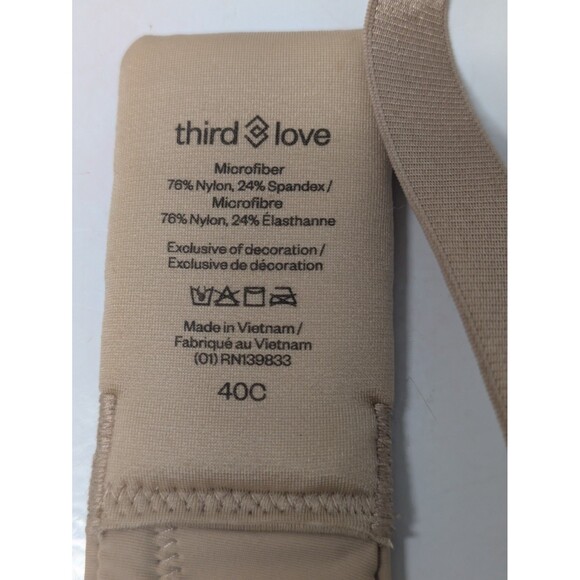 third love
Microfiber
76% Nylon, 24% Spandex /
Microfibre
76% Nylon, 24% Élasthanne
Exclusive of decoration /
Exclusive de décoration
Made in Vietnam /
Fabriqué au Vietnam
(01) RN139833
40C